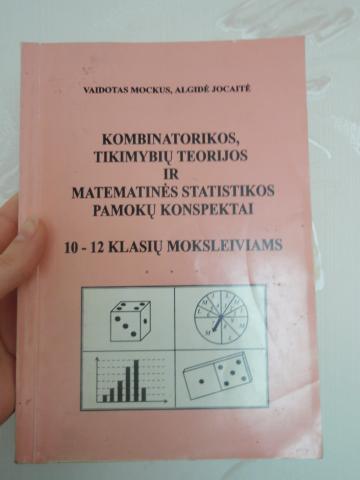 VAIDOTAS MOCKUS, ALGIDĖ JOCAITĖ
KOMBINATORIKOS,
TIKIMYBIŲ TEORIJOS
IR
MATEMATINĖS STATISTIKOS
PAMOKŲ KONSPEKTAI
10 - 12 KLASIŲ MOKSLEIVIAMS